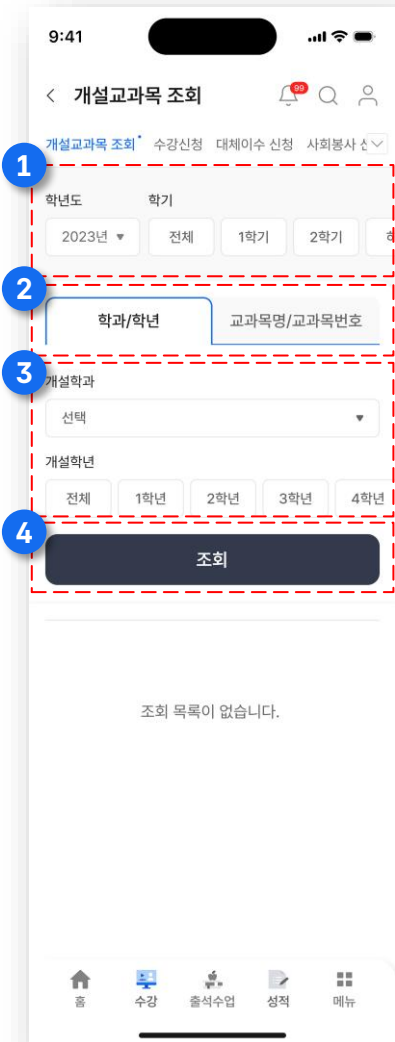 9:41
개설교과목 조회
99
개설교과목 조회 수강신청 대체이수 신청 사회봉사
1
학년도 학기
2023년 전체 1학기 2학기
2
학과/학년 교과목명/교과목번호
3
개설학과
선택
개설학년
전체 1학년 2학년 3학년 4학년
4
조회
조회 목록이 없습니다.
홈 수강 출석수업 성적 메뉴